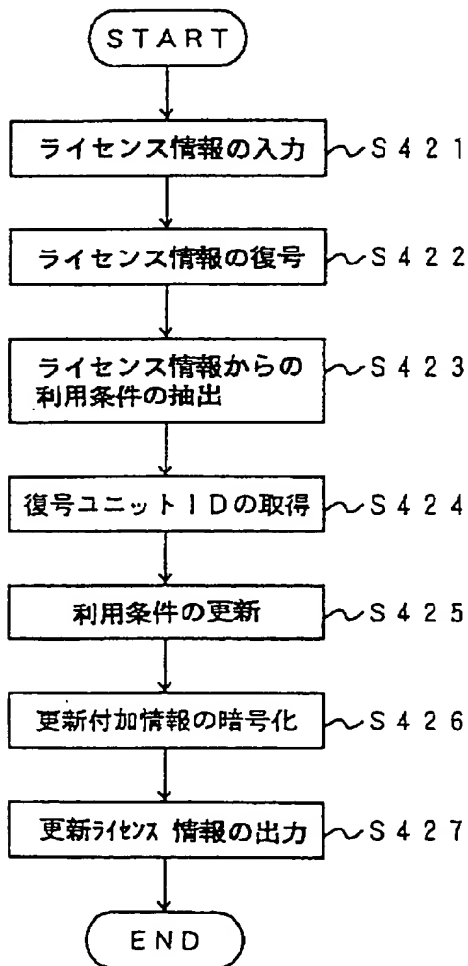 START
ライセンス情報の入力 S421
ライセンス情報の復号 S422
ライセンス情報からの S423
利用条件の抽出
復号ユニットIDの取得 S424
利用条件の更新 S425
更新付加情報の暗号化 S426
更新ライセンス 情報の出力 S427
END